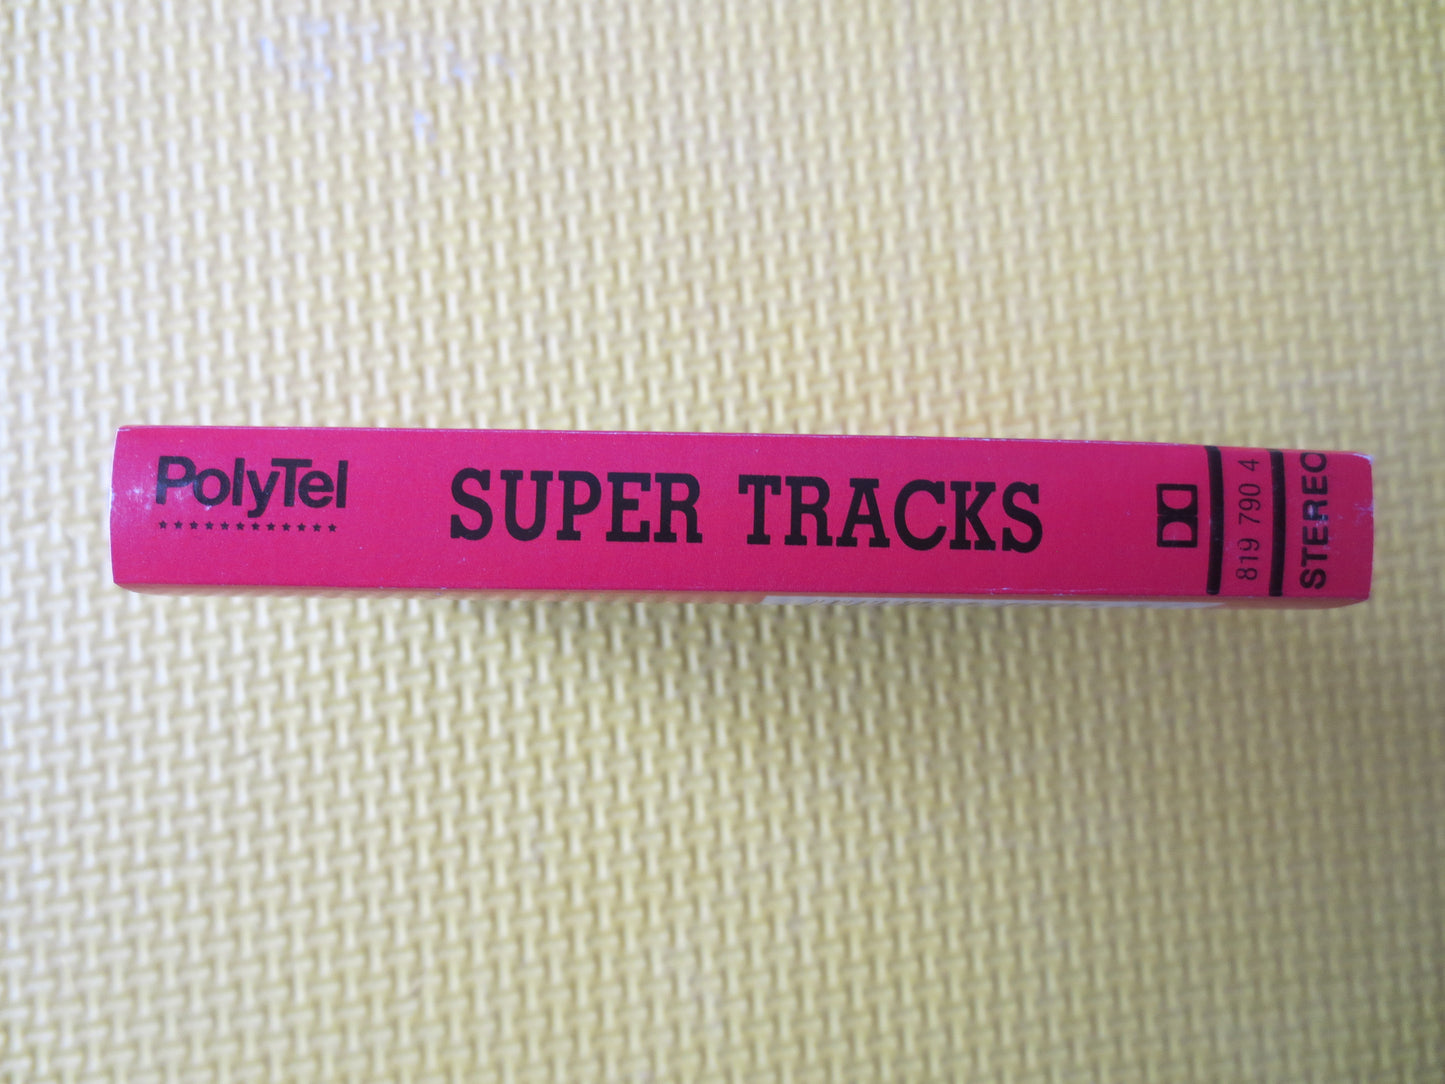 PolyTel
SUPER TRACKS
819 790 4
STEREO